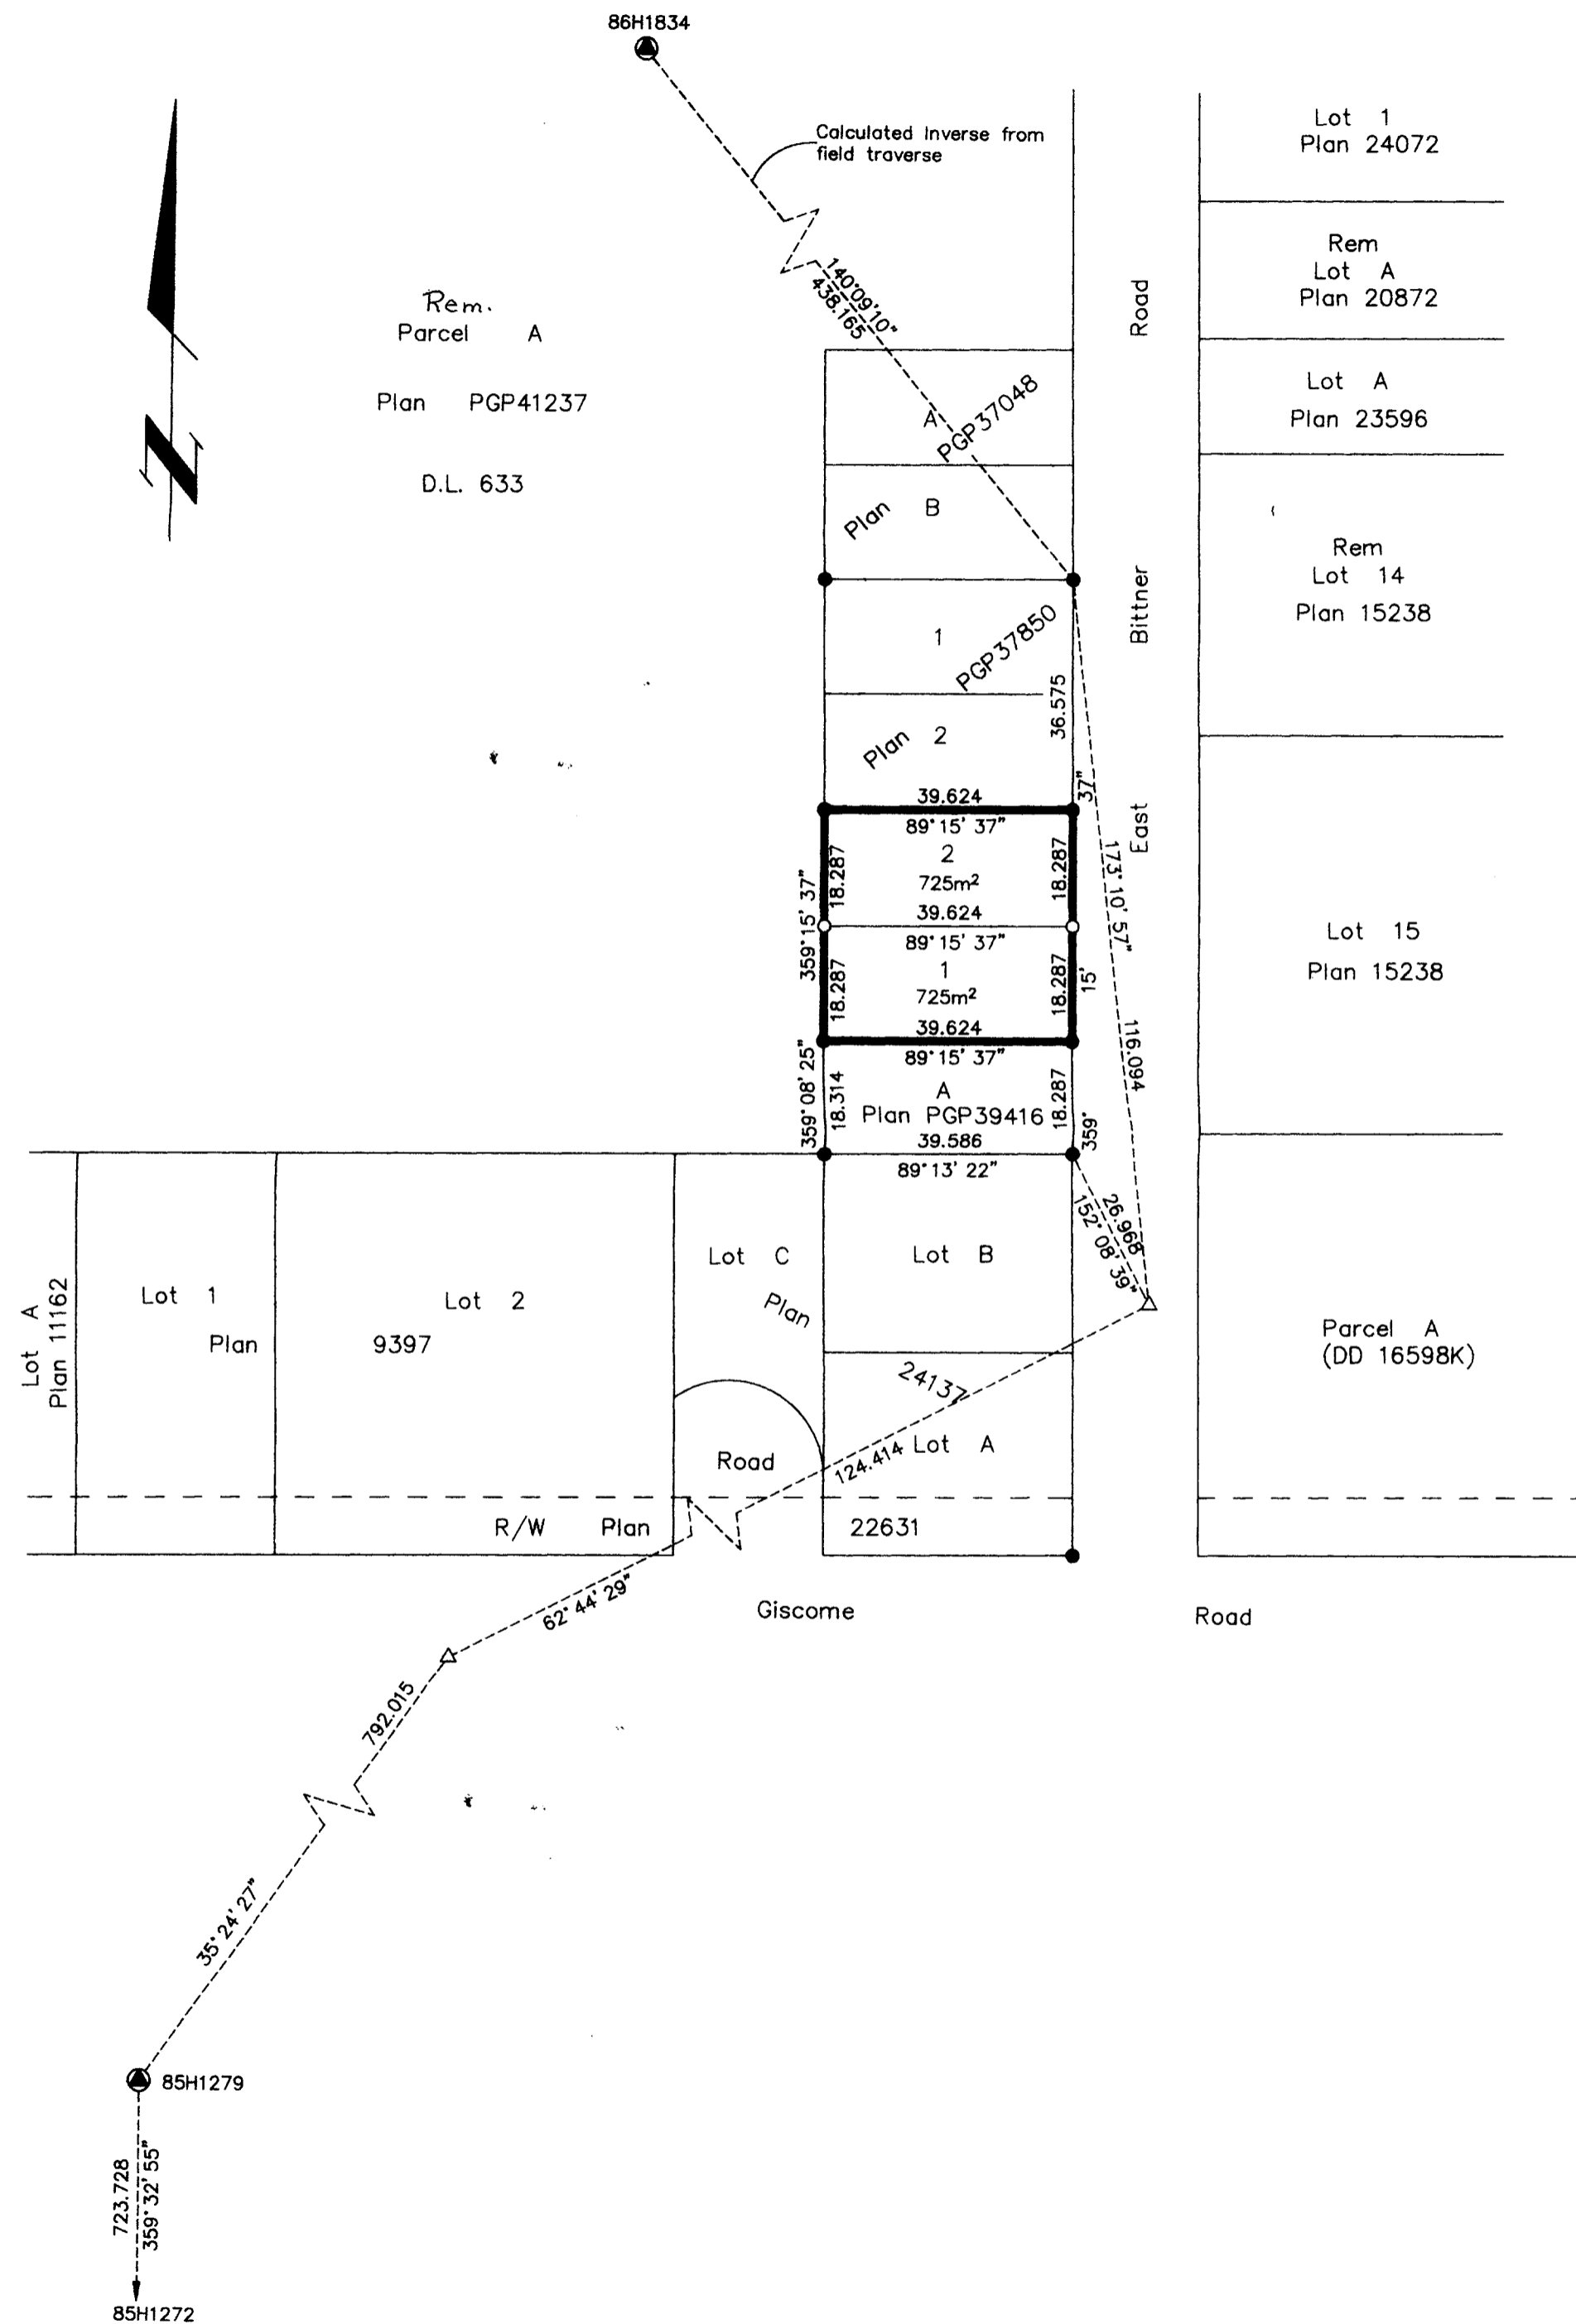 86H1834
Calculated Inverse from
field traverse
140°09'10"
438.165
Rem.
Parcel A
Plan PGP41237
D.L. 633
N
Lot 1
Plan 24072
Rem
Lot A
Plan 20872
Lot A
Plan 23596
Rem
Lot 14
Plan 15238
Lot 15
Plan 15238
Parcel A
(DD 16598K)
Road
Bittner
East
A
PGP37048
Plan B
1
PGP37850
Plan 2
36.575
39.624
89°15'37"
37"
2
725m²
18.287
18.287
39.624
89°15'37"
359°15'37"
1
725m²
18.287
18.287
15'
39.624
89°15'37"
173°10'57"
116.094
A
Plan PGP39416
359°08'25"
18.314
18.287
359°
39.586
89°13'22"
26.968
152°08'39"
Lot A
Plan 11162
Lot 1
Plan
Lot 2
9397
Lot C
Plan
Lot B
24137
Lot A
124.414
Road
R/W Plan
22631
62°44'29"
Giscome
Road
792.015
35°24'27"
85H1279
723.728
359°32'55"
85H1272